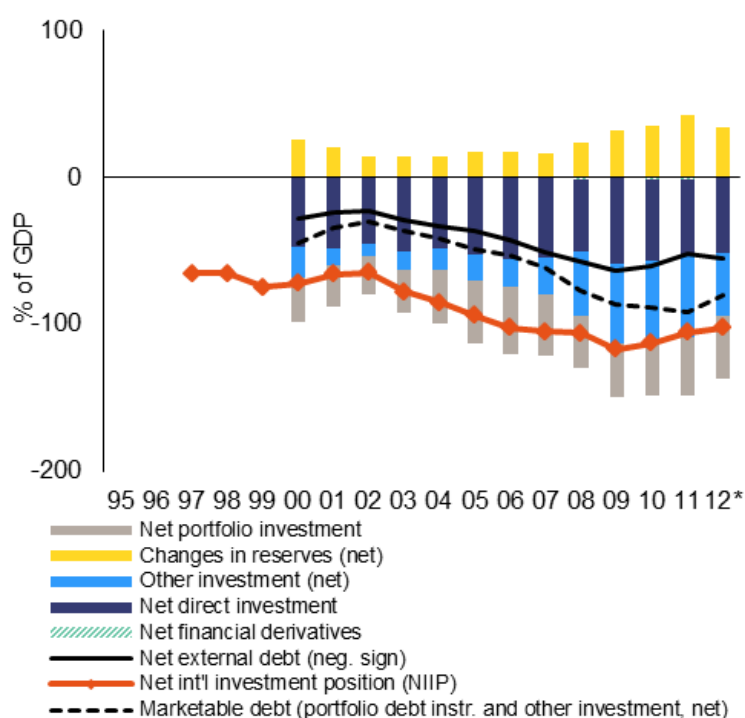 100
0
% of GDP
-100
-200
95 96 97 98 99 00 01 02 03 04 05 06 07 08 09 10 11 12*
Net portfolio investment
Changes in reserves (net)
Other investment (net)
Net direct investment
Net financial derivatives
Net external debt (neg. sign)
Net int'l investment position (NIIP)
Marketable debt (portfolio debt instr. and other investment, net)